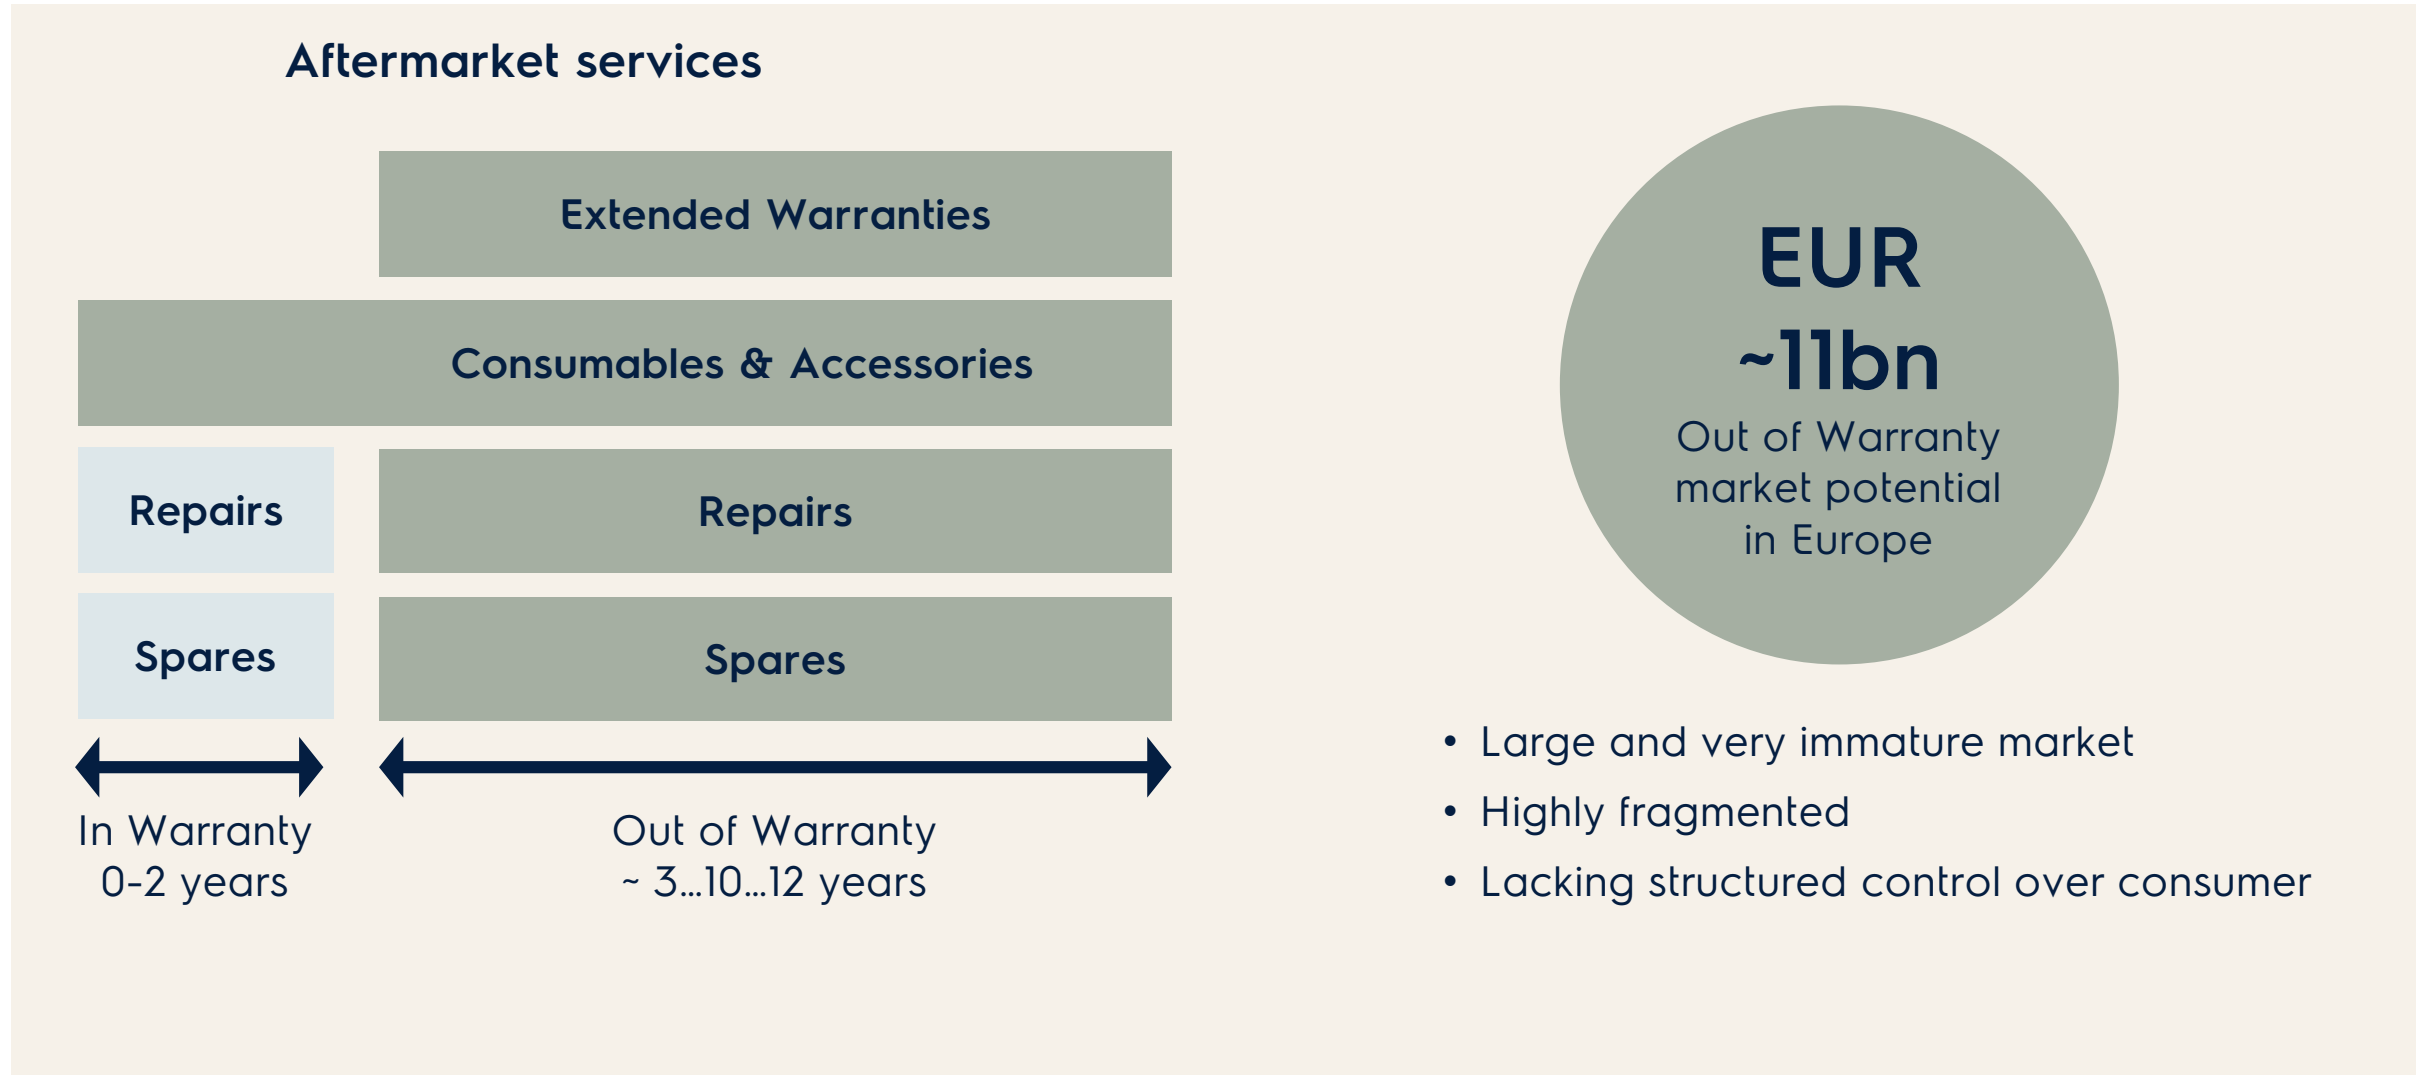 Aftermarket services
Extended Warranties
Consumables & Accessories
Repairs
Repairs
Spares
Spares
In Warranty
0-2 years
Out of Warranty
~ 3...10...12 years
EUR
~11bn
Out of Warranty
market potential
in Europe
• Large and very immature market
• Highly fragmented
• Lacking structured control over consumer